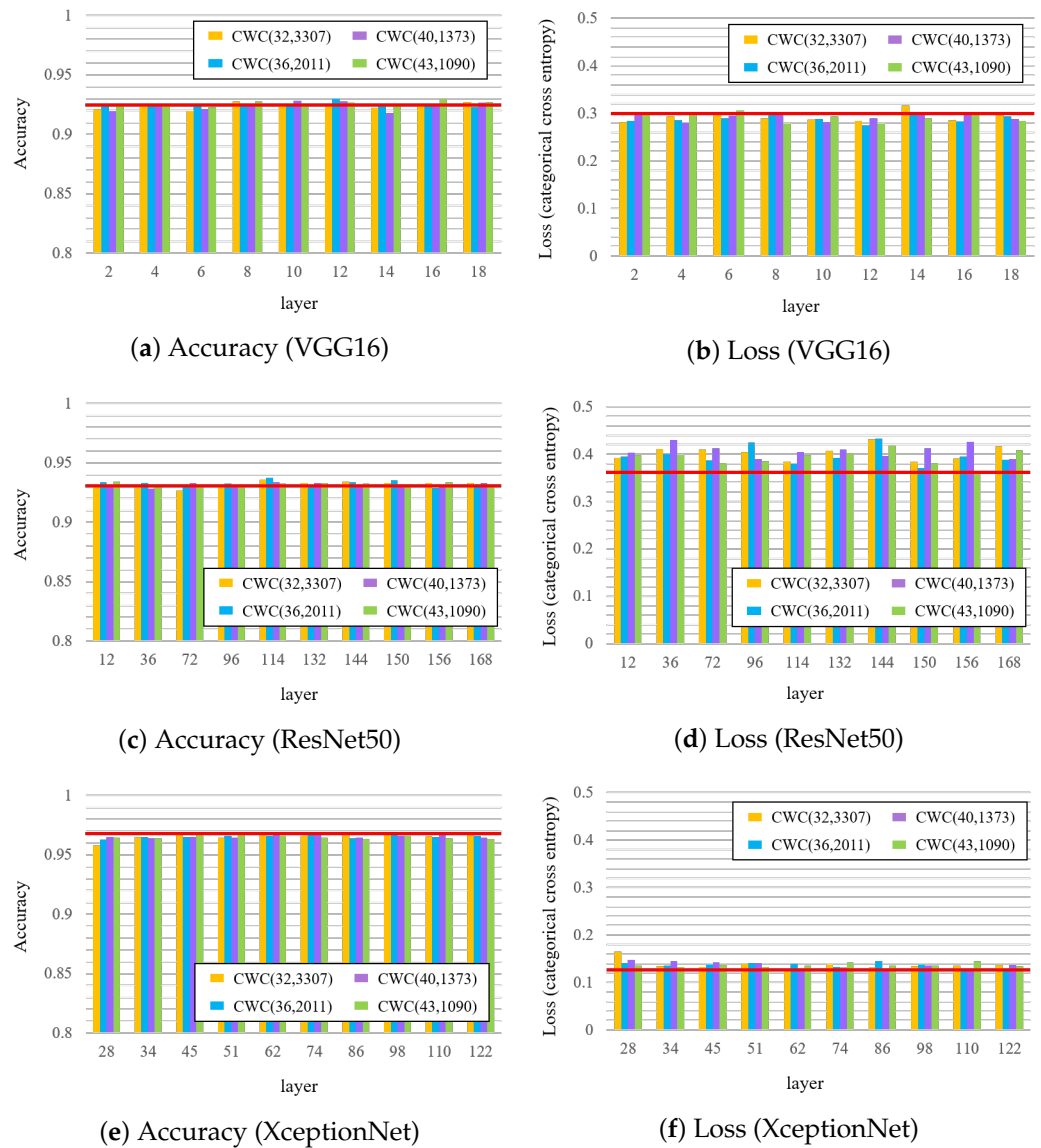 1
0.95
0.9
0.85
0.8
Accuracy
CWC(32,3307) CWC(40,1373)
CWC(36,2011) CWC(43,1090)
2 4 6 8 10 12 14 16 18
layer
(a) Accuracy (VGG16)
0.5
0.4
0.3
0.2
0.1
0
Loss (categorical cross entropy)
CWC(32,3307) CWC(40,1373)
CWC(36,2011) CWC(43,1090)
2 4 6 8 10 12 14 16 18
layer
(b) Loss (VGG16)
1
0.95
0.9
0.85
0.8
Accuracy
CWC(32,3307) CWC(40,1373)
CWC(36,2011) CWC(43,1090)
12 36 72 96 114 132 144 150 156 168
layer
(c) Accuracy (ResNet50)
0.5
0.4
0.3
0.2
0.1
0
Loss (categorical cross entropy)
CWC(32,3307) CWC(40,1373)
CWC(36,2011) CWC(43,1090)
12 36 72 96 114 132 144 150 156 168
layer
(d) Loss (ResNet50)
1
0.95
0.9
0.85
0.8
Accuracy
CWC(32,3307) CWC(40,1373)
CWC(36,2011) CWC(43,1090)
28 34 45 51 62 74 86 98 110 122
layer
(e) Accuracy (XceptionNet)
0.5
0.4
0.3
0.2
0.1
0
Loss (categorical cross entropy)
CWC(32,3307) CWC(40,1373)
CWC(36,2011) CWC(43,1090)
28 34 45 51 62 74 86 98 110 122
layer
(f) Loss (XceptionNet)